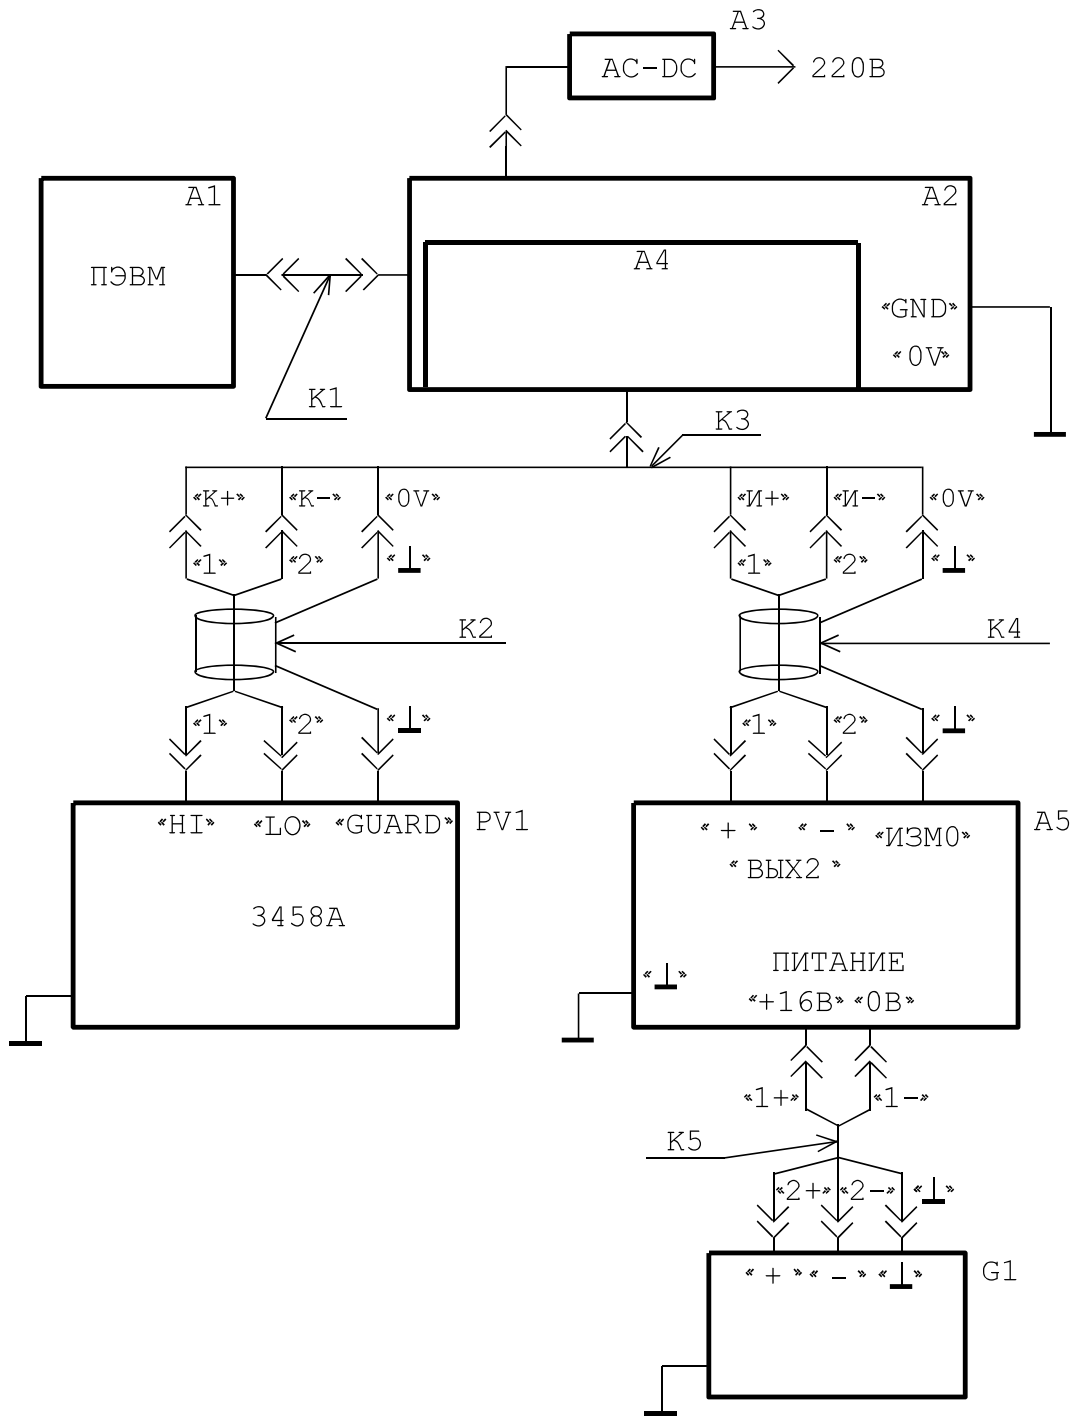 A3
AC-DC
220В
A1
A2
ПЭВМ
A4
«GND»
«0V»
K1
K3
«К+» «К-» «0V»
«И+» «И-» «0V»
«1» «2» «⊥»
«1» «2» «⊥»
K2
K4
«1» «2» «⊥»
«1» «2» «⊥»
«HI» «LO» «GUARD»
PV1
« + » « - » «ИЗМ0»
A5
« ВЫХ2 »
3458А
ПИТАНИЕ
«⊥»
«+16В» «0В»
«1+» «1-»
K5
«2+» «2-» «⊥»
« + » « - » «⊥»
G1